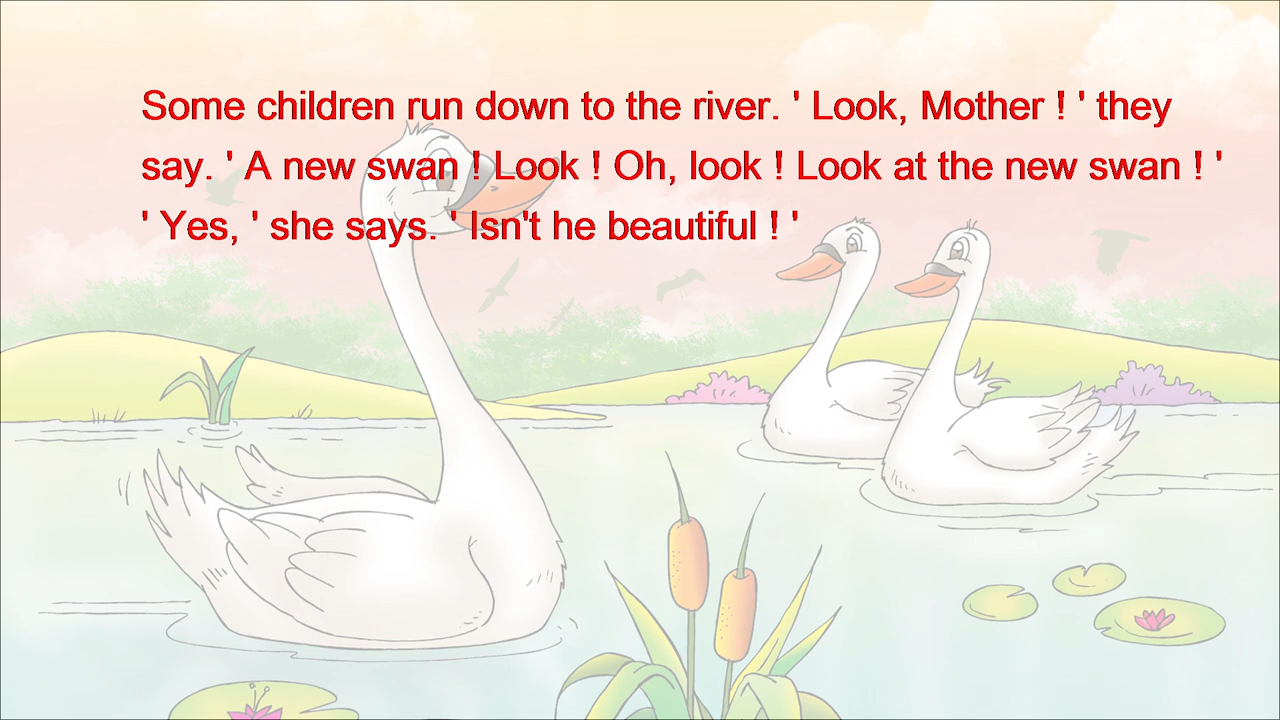 Some children run down to the river. ' Look, Mother ! ' they
say. ' A new swan ! Look ! Oh, look ! Look at the new swan ! '
' Yes, ' she says. ' Isn't he beautiful ! '